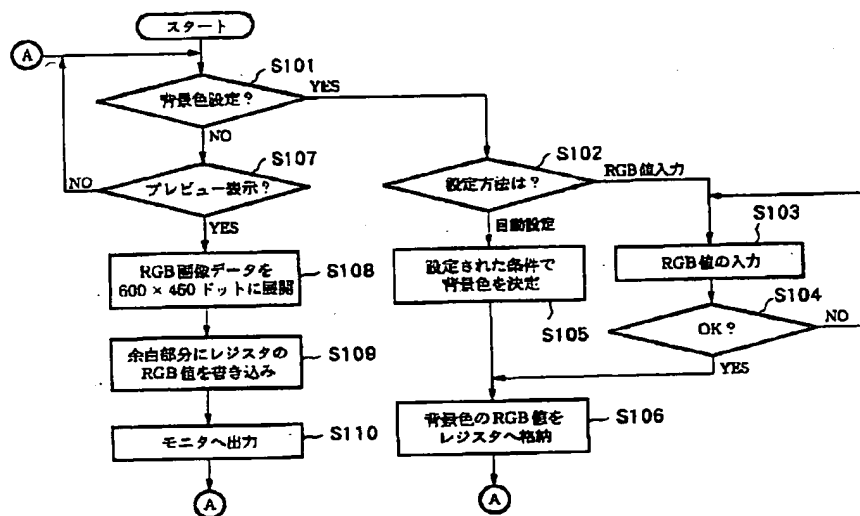 スタート
A
S101
背景色設定？
YES
NO
S107
プレビュー表示？
NO
YES
S102
設定方法は？
RGB値入力
自動設定
S103
RGB値の入力
S104
OK？
NO
YES
設定された条件で
背景色を決定
S105
背景色のRGB値を
レジスタへ格納
S106
A
RGB画像データを
600×460ドットに展開
S108
余白部分にレジスタの
RGB値を書き込み
S109
モニタへ出力
S110
A